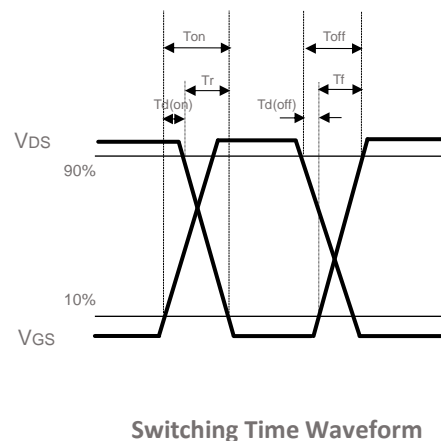 Ton Toff
Tr Tf
Td(on) Td(off)
VDS
90%
10%
VGS
Switching Time Waveform